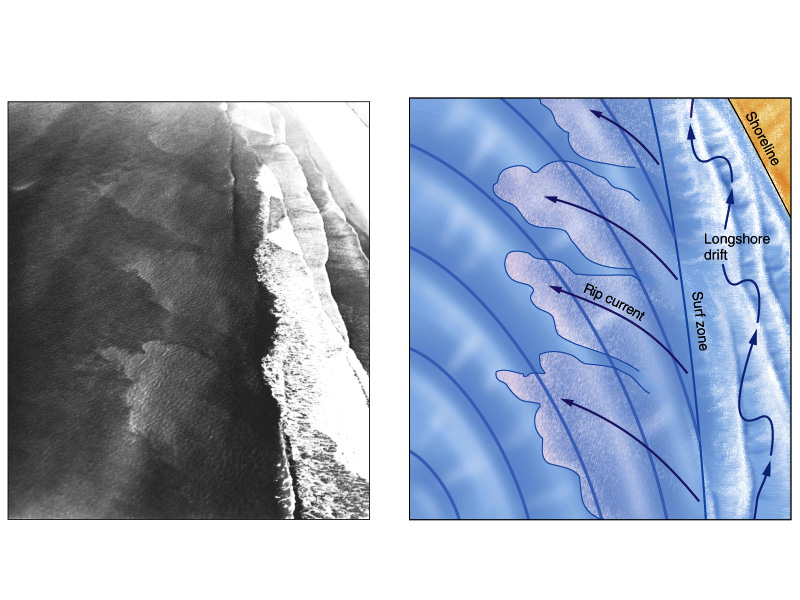 Shoreline
Longshore
drift
Rip current
Surf zone